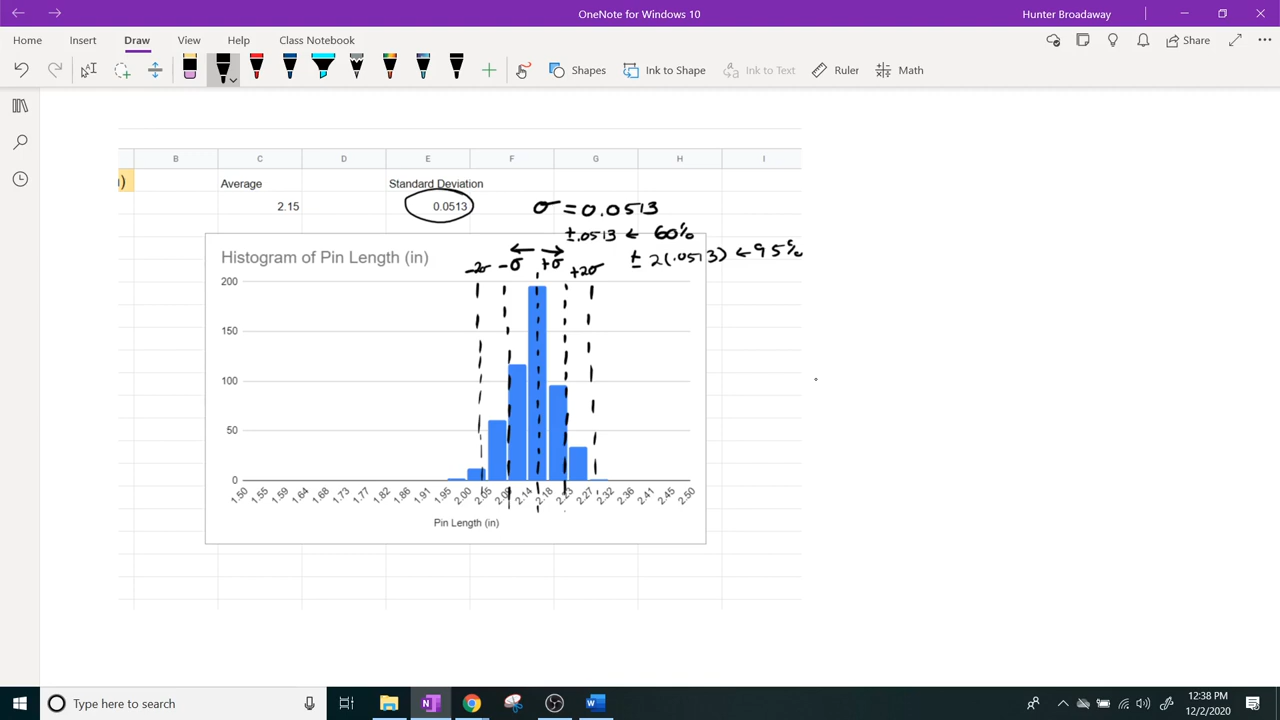 OneNote for Windows 10
Hunter Broadaway
Home Insert Draw View Help Class Notebook
Share
Shapes Ink to Shape Ink to Text Ruler Math
B C D E F G H I
n) Average Standard Deviation
2.15 0.0513
σ = 0.0513
±.0513 ← 60%
± 2(.0513) ← 95%
Histogram of Pin Length (in)
-2σ -σ +σ +2σ
200
150
100
50
0
1.50 1.55 1.59 1.64 1.68 1.73 1.77 1.82 1.86 1.91 1.95 2.00 2.05 2.14 2.18 2.23 2.27 2.32 2.36 2.41 2.45 2.50
Pin Length (in)
Type here to search
12:38 PM
12/2/2020